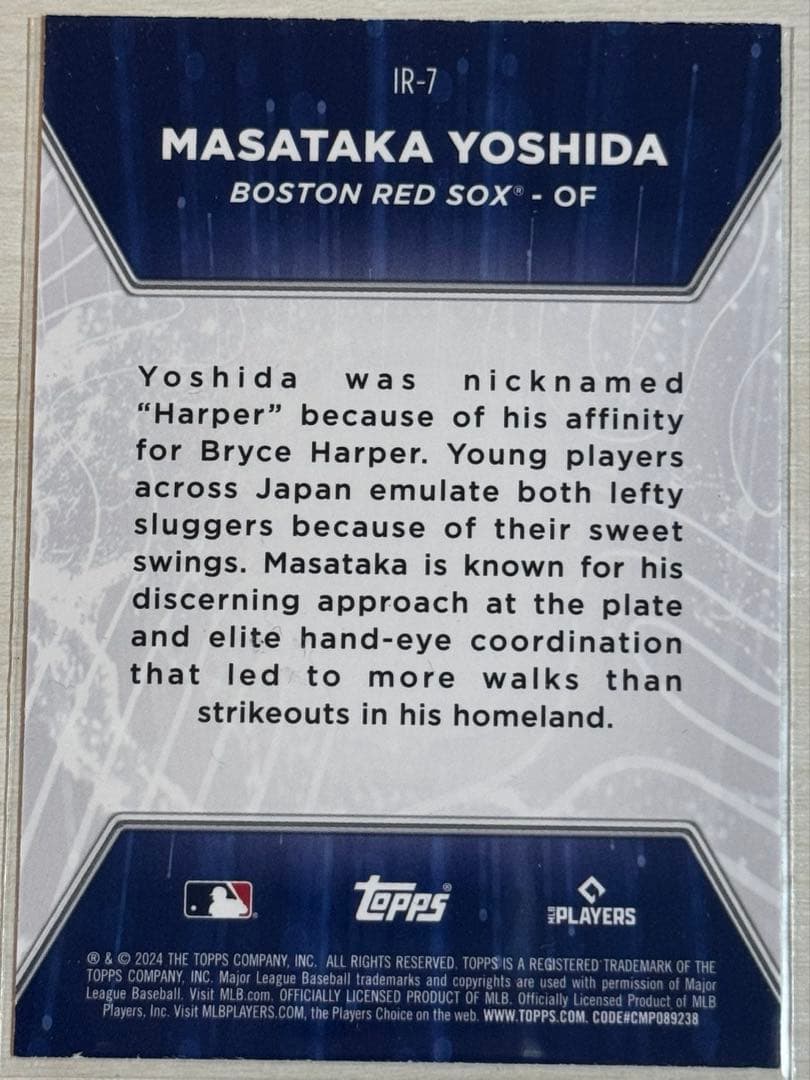 IR-7
MASATAKA YOSHIDA
BOSTON RED SOX® - OF
Yoshida was nicknamed
“Harper” because of his affinity
for Bryce Harper. Young players
across Japan emulate both lefty
sluggers because of their sweet
swings. Masataka is known for his
discerning approach at the plate
and elite hand-eye coordination
that led to more walks than
strikeouts in his homeland.
Topps®
MLB PLAYERS
® & © 2024 THE TOPPS COMPANY, INC. ALL RIGHTS RESERVED. TOPPS IS A REGISTERED TRADEMARK OF THE
TOPPS COMPANY, INC. Major League Baseball trademarks and copyrights are used with permission of Major
League Baseball. Visit MLB.com. OFFICIALLY LICENSED PRODUCT OF MLB. Officially Licensed Product of MLB
Players, Inc. Visit MLBPLAYERS.COM, the Players Choice on the web. WWW.TOPPS.COM. CODE#CMP089238